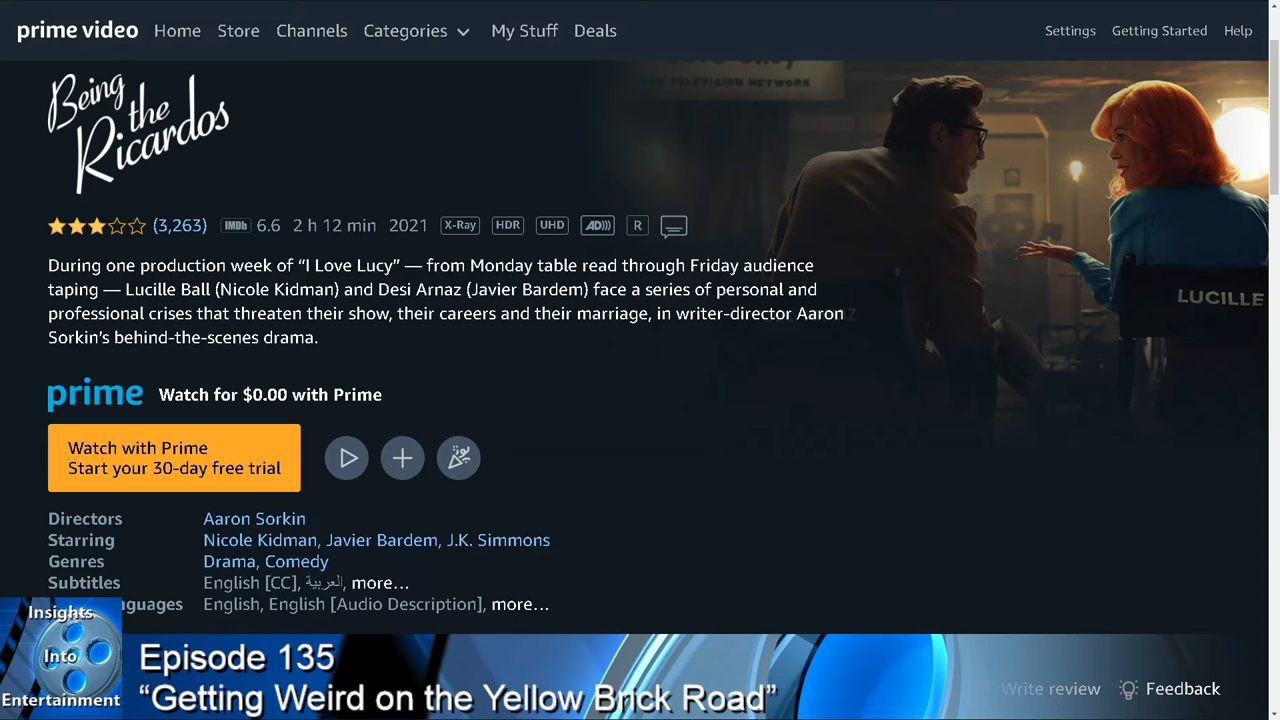 prime video Home Store Channels Categories My Stuff Deals Settings Getting Started Help
TELEVISION NETWORK
Being
the
Ricardos
(3,263) IMDb 6.6 2 h 12 min 2021 X-Ray HDR UHD AD))) R
During one production week of “I Love Lucy” — from Monday table read through Friday audience
taping — Lucille Ball (Nicole Kidman) and Desi Arnaz (Javier Bardem) face a series of personal and
professional crises that threaten their show, their careers and their marriage, in writer-director Aaron
Sorkin’s behind-the-scenes drama.
LUCILLE
prime Watch for $0.00 with Prime
Watch with Prime
Start your 30-day free trial
Directors Aaron Sorkin
Starring Nicole Kidman, Javier Bardem, J.K. Simmons
Genres Drama, Comedy
Subtitles English [CC], العربية, more…
nguages English, English [Audio Description], more…
Insights
Into
Entertainment
Episode 135
“Getting Weird on the Yellow Brick Road”
Write review Feedback